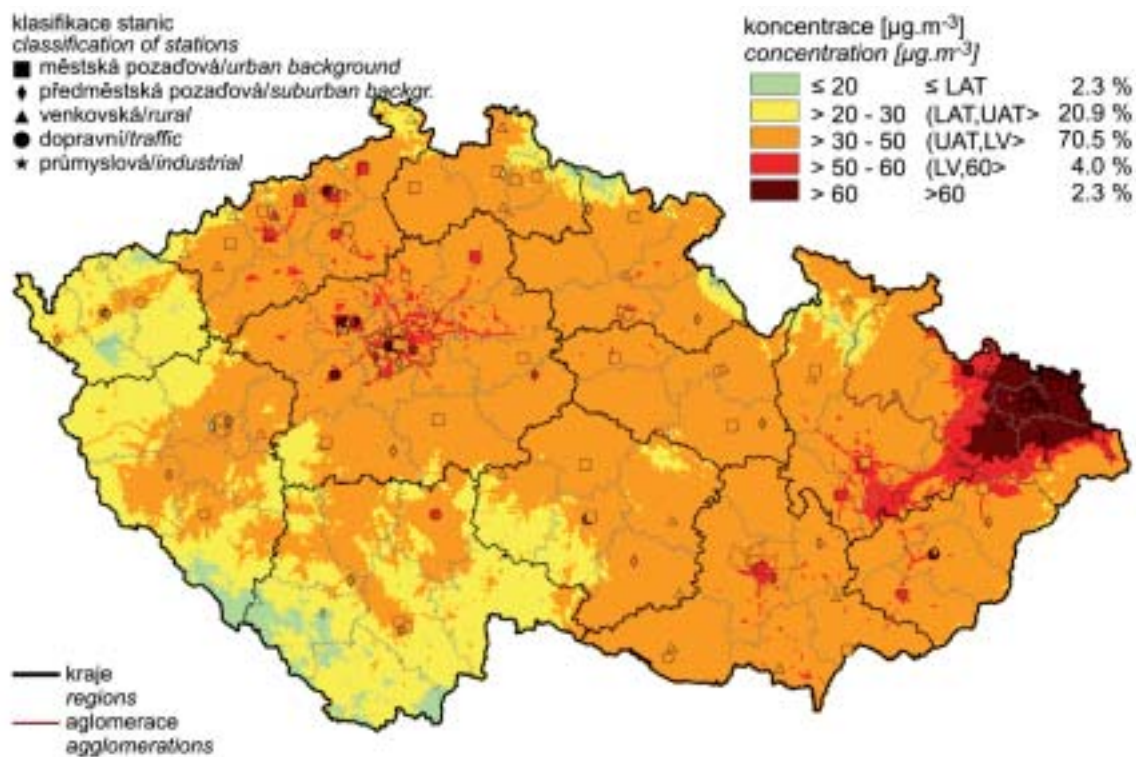 klasifikace stanic
classification of stations
městská pozaďová/urban background
předměstská pozaďová/suburban backgr.
venkovská/rural
dopravní/traffic
průmyslová/industrial
koncentrace [µg.m-3]
concentration [µg.m-3]
≤ 20 ≤ LAT 2.3 %
> 20 - 30 (LAT,UAT> 20.9 %
> 30 - 50 (UAT,LV> 70.5 %
> 50 - 60 (LV,60> 4.0 %
> 60 >60 2.3 %
kraje
regions
aglomerace
agglomerations